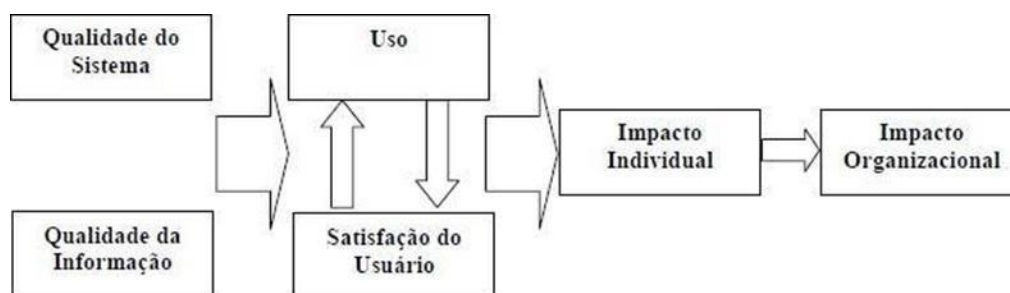 Qualidade do
Sistema
Uso
Impacto
Individual
Impacto
Organizacional
Qualidade da
Informação
Satisfação do
Usuário